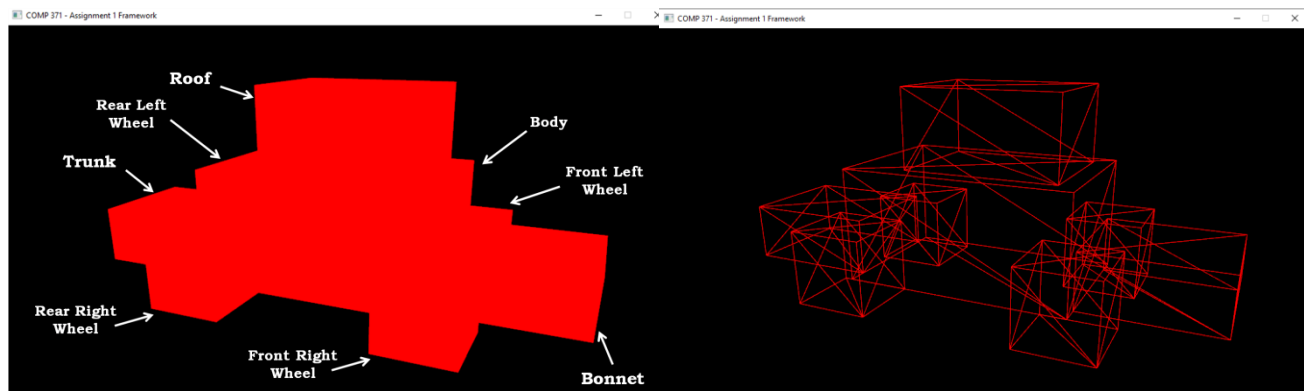 COMP 371 - Assignment 1 Framework
COMP 371 - Assignment 1 Framework
Roof
Rear Left
Wheel
Body
Trunk
Front Left
Wheel
Rear Right
Wheel
Front Right
Wheel
Bonnet